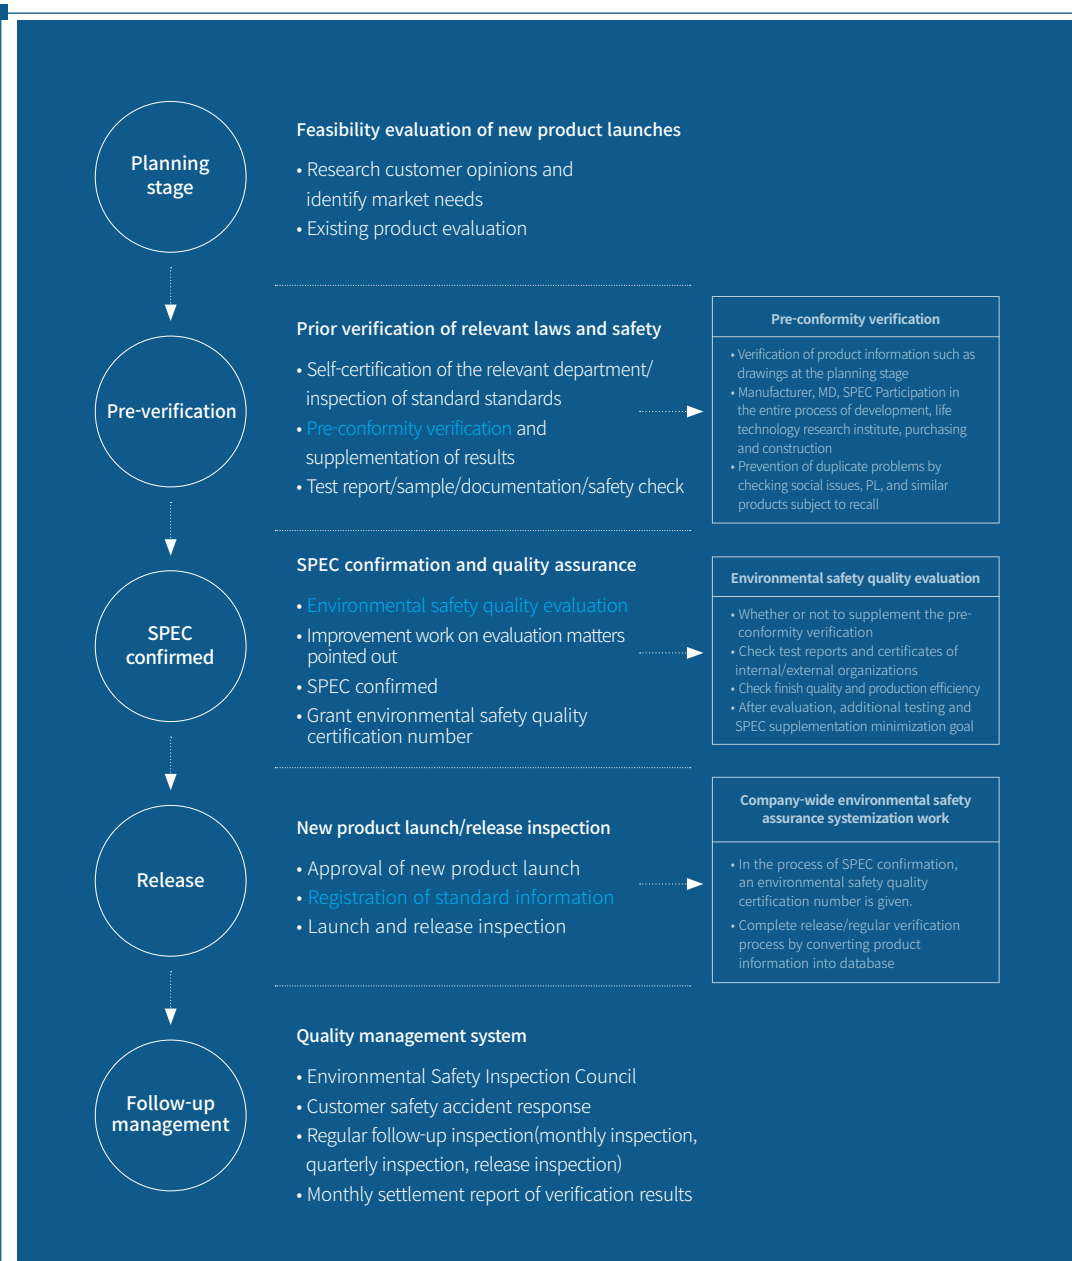 Planning
stage
Feasibility evaluation of new product launches
• Research customer opinions and
identify market needs
• Existing product evaluation
Pre-verification
Prior verification of relevant laws and safety
• Self-certification of the relevant department/
inspection of standard standards
• Pre-conformity verification and
supplementation of results
• Test report/sample/documentation/safety check
Pre-conformity verification
• Verification of product information such as
drawings at the planning stage
• Manufacturer, MD, SPEC Participation in
the entire process of development, life
technology research institute, purchasing
and construction
• Prevention of duplicate problems by
checking social issues, PL, and similar
products subject to recall
SPEC
confirmed
SPEC confirmation and quality assurance
• Environmental safety quality evaluation
• Improvement work on evaluation matters
pointed out
• SPEC confirmed
• Grant environmental safety quality
certification number
Environmental safety quality evaluation
• Whether or not to supplement the pre-
conformity verification
• Check test reports and certificates of
internal/external organizations
• Check finish quality and production efficiency
• After evaluation, additional testing and
SPEC supplementation minimization goal
Release
New product launch/release inspection
• Approval of new product launch
• Registration of standard information
• Launch and release inspection
Company-wide environmental safety
assurance systemization work
• In the process of SPEC confirmation,
an environmental safety quality
certification number is given.
• Complete release/regular verification
process by converting product
information into database
Follow-up
management
Quality management system
• Environmental Safety Inspection Council
• Customer safety accident response
• Regular follow-up inspection(monthly inspection,
quarterly inspection, release inspection)
• Monthly settlement report of verification results